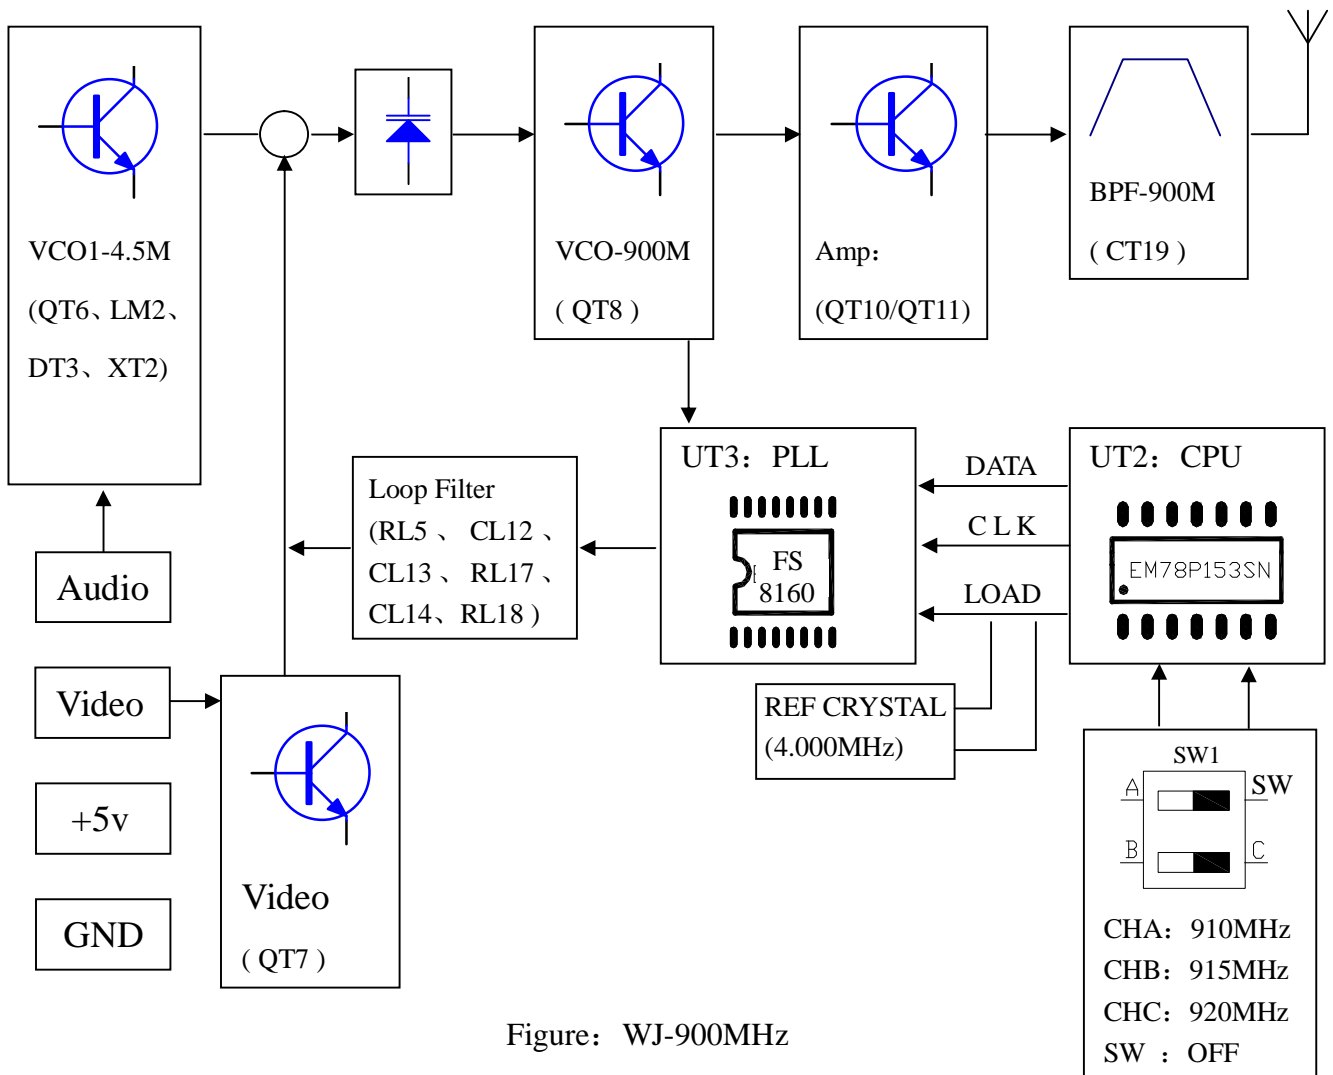 VCO1-4.5M
(QT6、LM2、
DT3、XT2)
VCO-900M
( QT8 )
Amp：
(QT10/QT11)
BPF-900M
( CT19 )
Audio
Video
+5v
GND
Video
( QT7 )
Loop Filter
(RL5 、 CL12 、
CL13 、 RL17 、
CL14、RL18 )
UT3： PLL
FS
8160
DATA
C L K
LOAD
UT2： CPU
EM78P153SN
REF CRYSTAL
(4.000MHz)
SW1
A
SW
B
C
CHA： 910MHz
CHB： 915MHz
CHC： 920MHz
SW ： OFF
Figure： WJ-900MHz